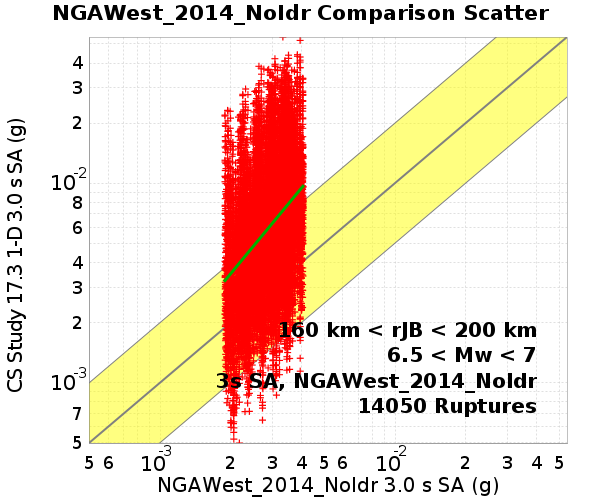 NGAWest_2014_NoIdr Comparison Scatter
CS Study 17.3 1-D 3.0 s SA (g)
4
3
2
10-2
8
6
4
3
2
10-3
7
5
160 km < rJB < 200 km
6.5 < Mw < 7
3s SA, NGAWest_2014_NoIdr
14050 Ruptures
5 6 10-3 2 3 4 5 6 10-2 2 3 4 5
NGAWest_2014_NoIdr 3.0 s SA (g)